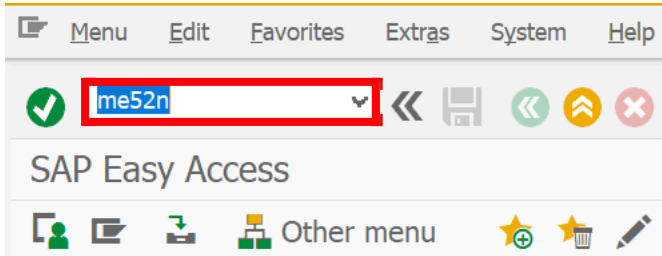 Menu Edit Favorites Extras System Help
me52n
SAP Easy Access
Other menu